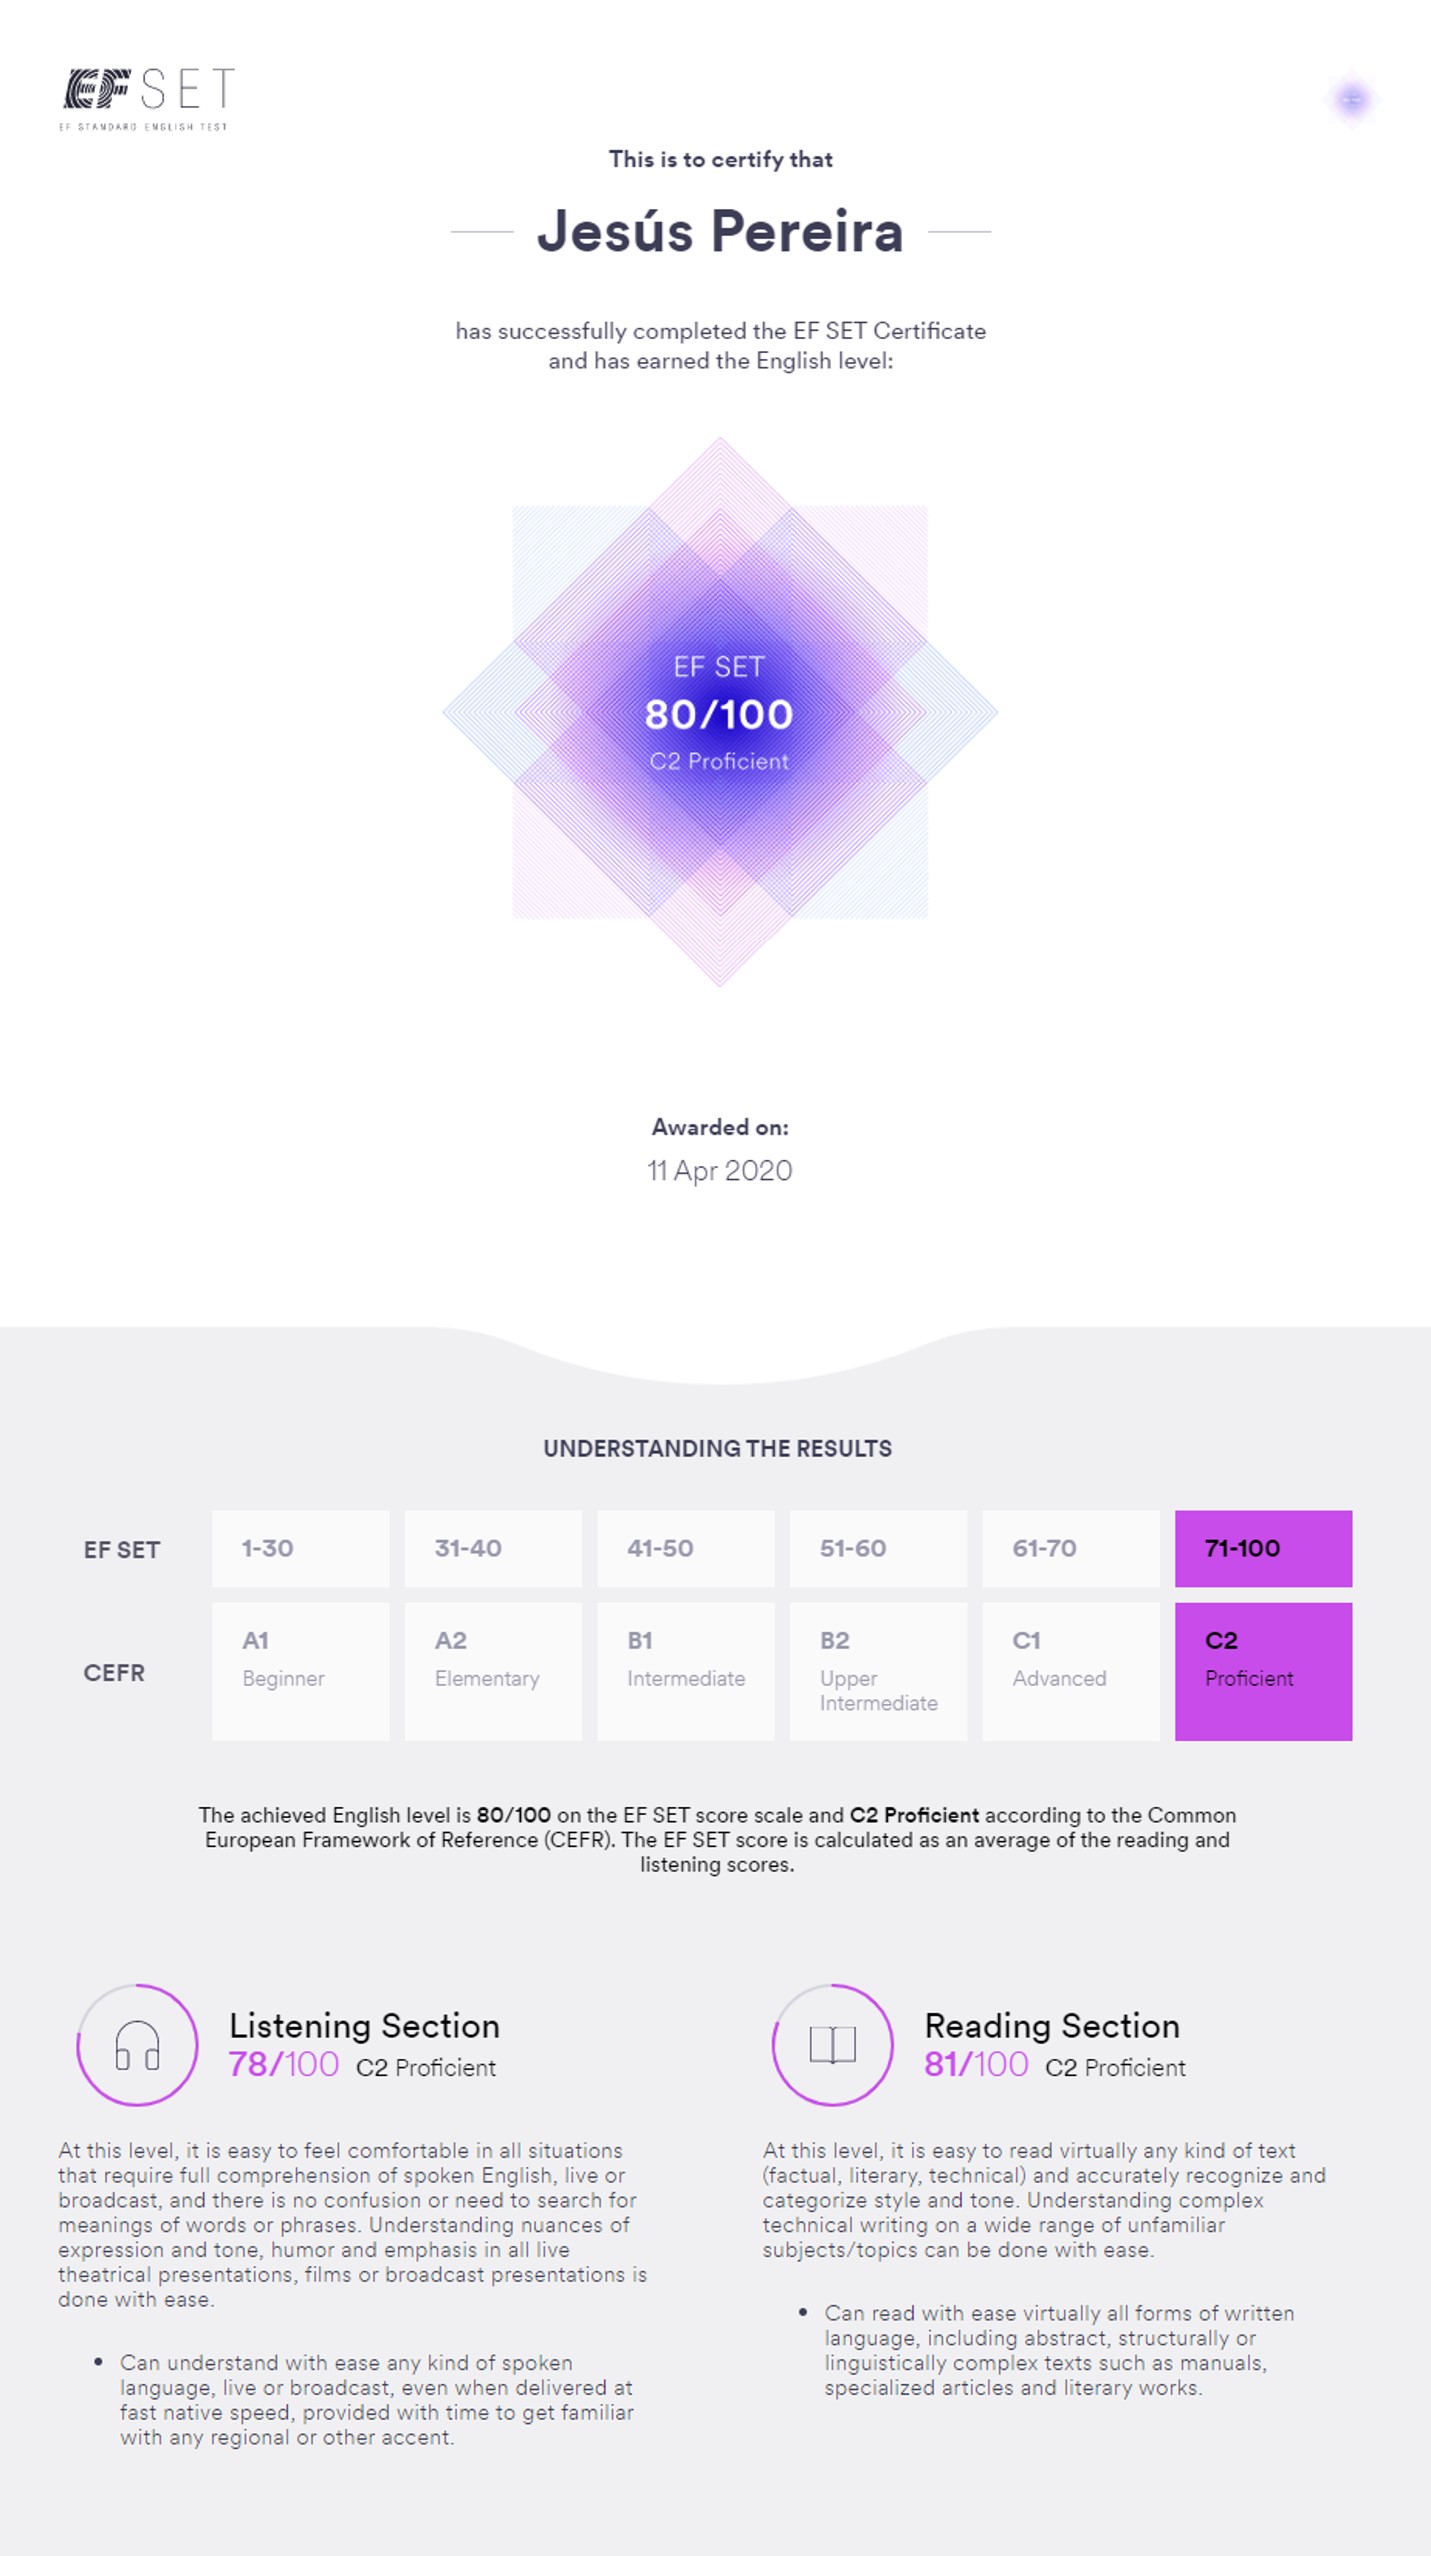 EF SET
EF STANDARD ENGLISH TEST
This is to certify that
Jesús Pereira
has successfully completed the EF SET Certificate
and has earned the English level:
EF SET
80/100
C2 Proficient
Awarded on:
11 Apr 2020
UNDERSTANDING THE RESULTS
EF SET 1-30 31-40 41-50 51-60 61-70 71-100
CEFR
A1 A2 B1 B2 C1 C2
Beginner Elementary Intermediate Upper Advanced Proficient
Intermediate
The achieved English level is 80/100 on the EF SET score scale and C2 Proficient according to the Common
European Framework of Reference (CEFR). The EF SET score is calculated as an average of the reading and
listening scores.
Listening Section
78/100 C2 Proficient
At this level, it is easy to feel comfortable in all situations
that require full comprehension of spoken English, live or
broadcast, and there is no confusion or need to search for
meanings of words or phrases. Understanding nuances of
expression and tone, humor and emphasis in all live
theatrical presentations, films or broadcast presentations is
done with ease.
• Can understand with ease any kind of spoken
language, live or broadcast, even when delivered at
fast native speed, provided with time to get familiar
with any regional or other accent.
Reading Section
81/100 C2 Proficient
At this level, it is easy to read virtually any kind of text
(factual, literary, technical) and accurately recognize and
categorize style and tone. Understanding complex
technical writing on a wide range of unfamiliar
subjects/topics can be done with ease.
• Can read with ease virtually all forms of written
language, including abstract, structurally or
linguistically complex texts such as manuals,
specialized articles and literary works.